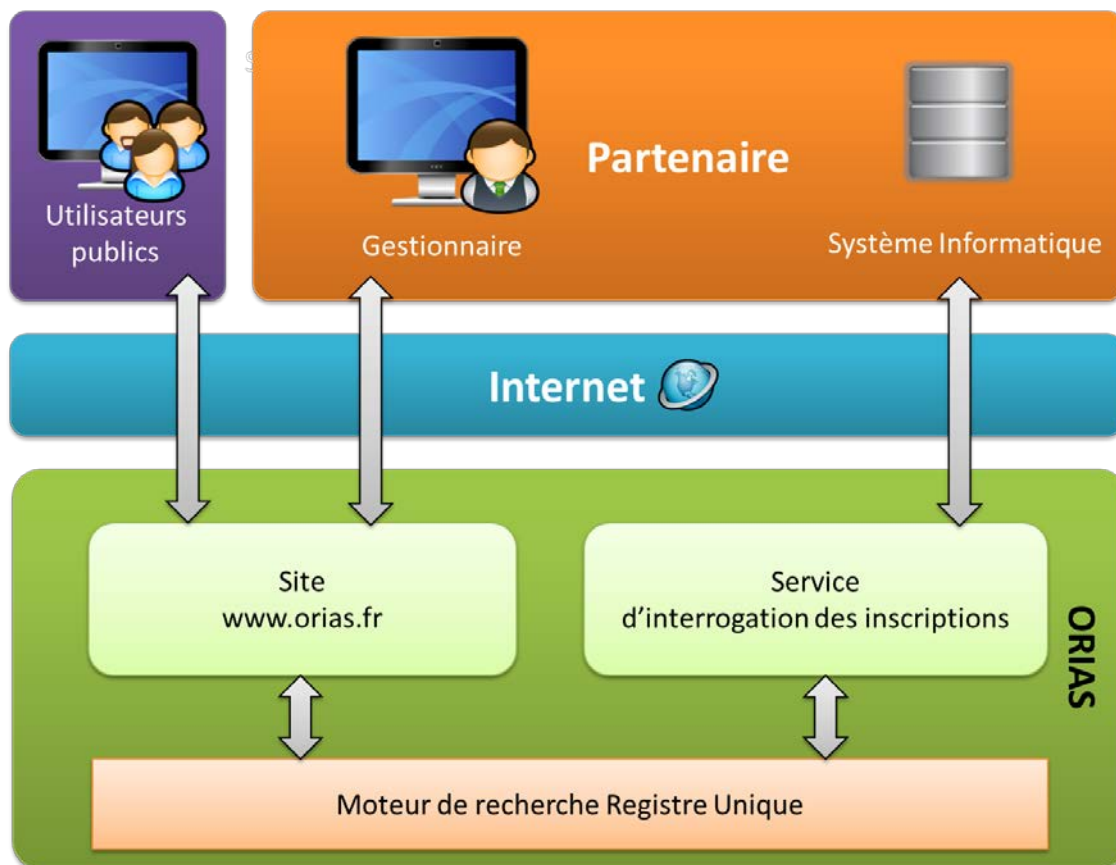 Utilisateurs
publics
Partenaire
Gestionnaire
Système Informatique
Internet
Site
www.orias.fr
Service
d'interrogation des inscriptions
ORIAS
Moteur de recherche Registre Unique